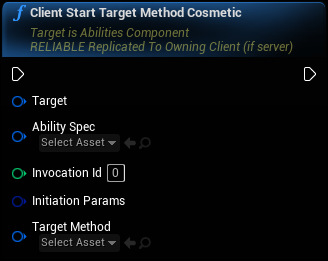 f Client Start Target Method Cosmetic
Target is Abilities Component
RELIABLE Replicated To Owning Client (if server)
Target
Ability Spec
Select Asset
Invocation Id 0
Initiation Params
Target Method
Select Asset